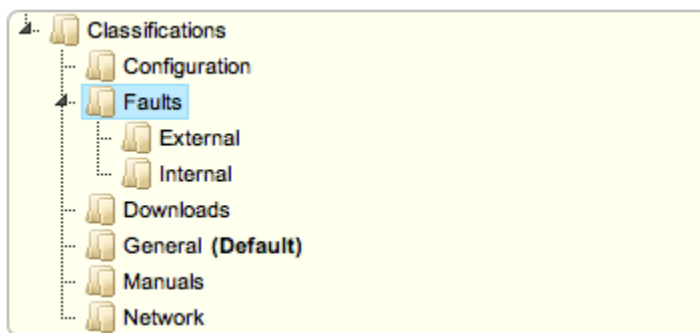 Classifications
Configuration
Faults
External
Internal
Downloads
General (Default)
Manuals
Network